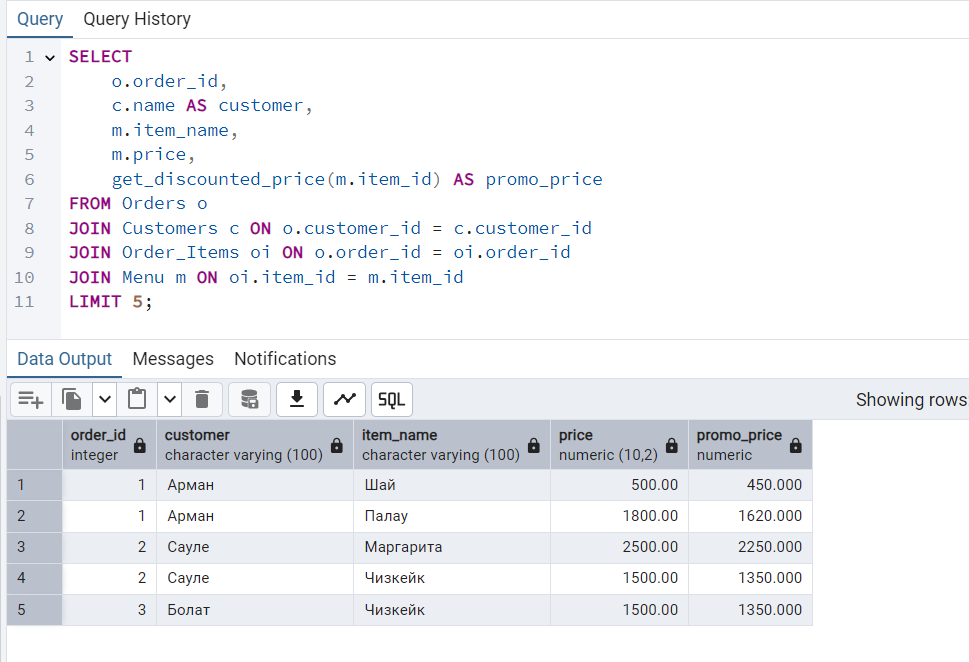 Query Query History
1 SELECT
2 o.order_id,
3 c.name AS customer,
4 m.item_name,
5 m.price,
6 get_discounted_price(m.item_id) AS promo_price
7 FROM Orders o
8 JOIN Customers c ON o.customer_id = c.customer_id
9 JOIN Order_Items oi ON o.order_id = oi.order_id
10 JOIN Menu m ON oi.item_id = m.item_id
11 LIMIT 5;
Data Output Messages Notifications
SQL Showing rows
order_id customer item_name price promo_price
integer character varying (100) character varying (100) numeric (10,2) numeric
1 1 Арман Шай 500.00 450.000
2 1 Арман Палау 1800.00 1620.000
3 2 Сауле Маргарита 2500.00 2250.000
4 2 Сауле Чизкейк 1500.00 1350.000
5 3 Болат Чизкейк 1500.00 1350.000